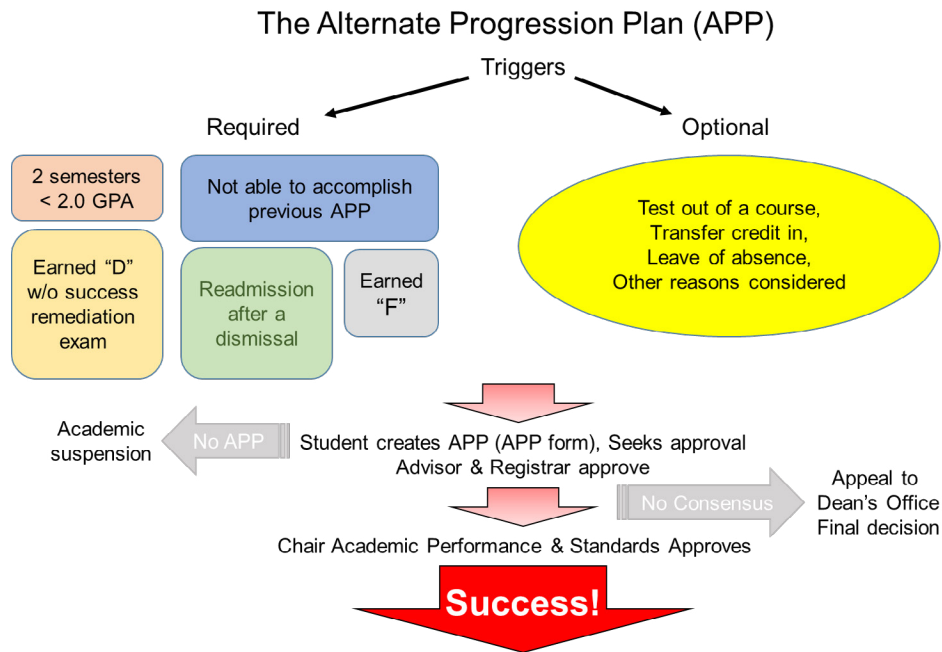 The Alternate Progression Plan (APP)
Triggers
Required
Optional
2 semesters
< 2.0 GPA
Not able to accomplish
previous APP
Earned “D”
w/o success
remediation
exam
Readmission
after a
dismissal
Earned
“F”
Test out of a course,
Transfer credit in,
Leave of absence,
Other reasons considered
Academic
suspension
No APP
Student creates APP (APP form), Seeks approval
Advisor & Registrar approve
No Consensus
Appeal to
Dean’s Office
Final decision
Chair Academic Performance & Standards Approves
Success!